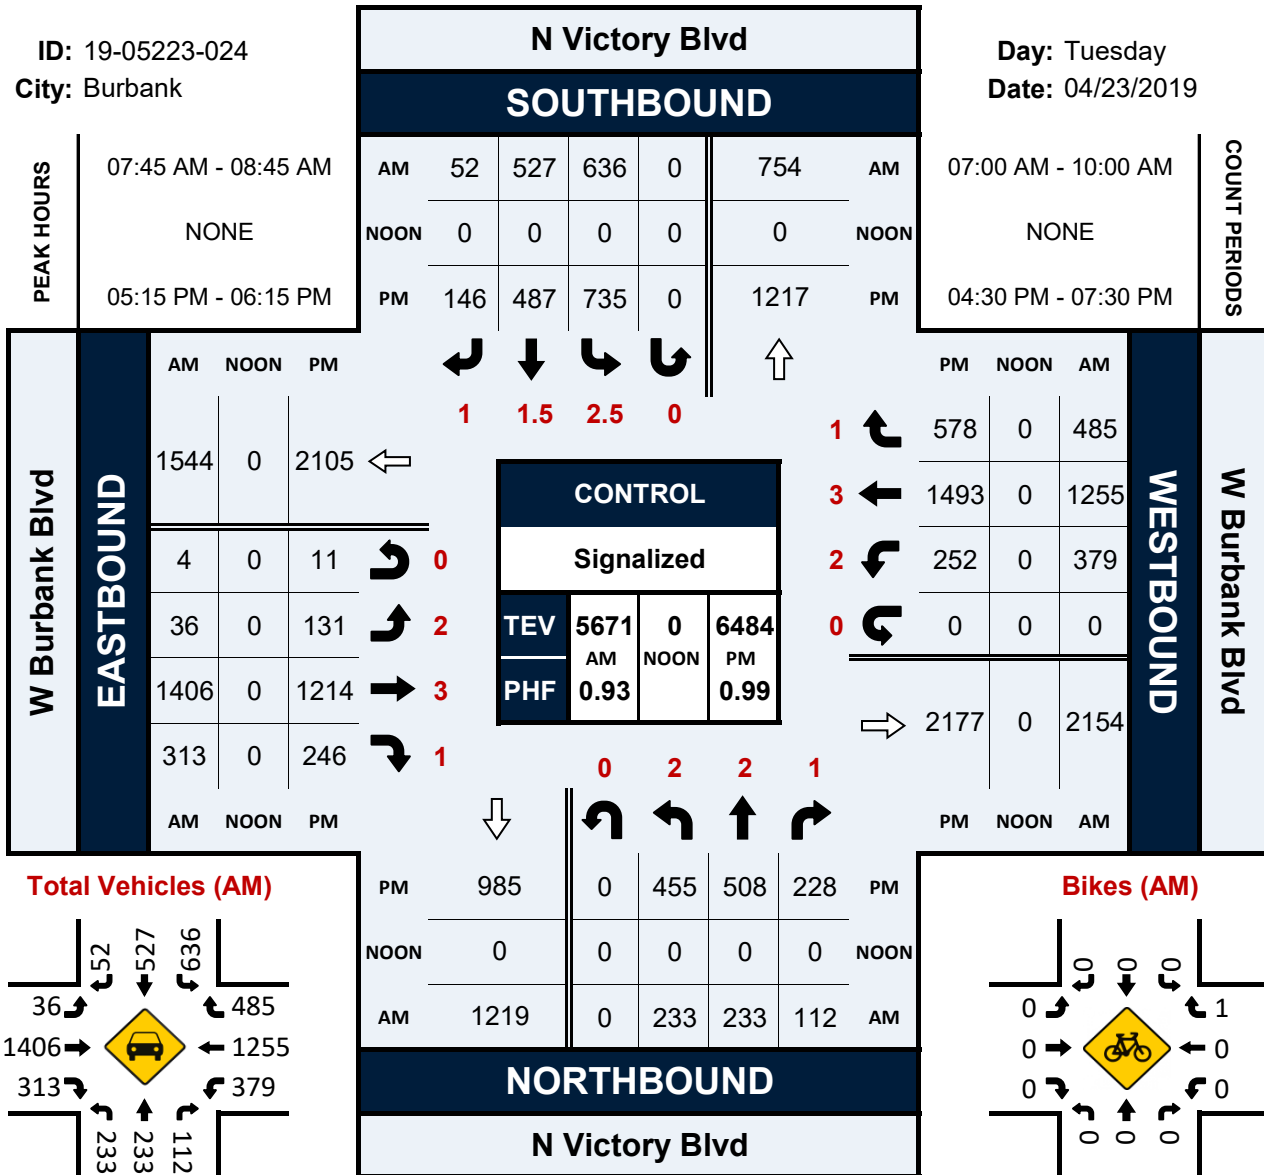 ID: 19-05223-024
City: Burbank
N Victory Blvd
SOUTHBOUND
Day: Tuesday
Date: 04/23/2019
PEAK HOURS
07:45 AM - 08:45 AM
NONE
05:15 PM - 06:15 PM
AM 52 527 636 0 754 AM
NOON 0 0 0 0 0 NOON
PM 146 487 735 0 1217 PM
07:00 AM - 10:00 AM
NONE
04:30 PM - 07:30 PM
COUNT PERIODS
1 1.5 2.5 0
W Burbank Blvd
EASTBOUND
AM NOON PM
1544 0 2105
4 0 11 0
36 0 131 2
1406 0 1214 3
313 0 246 1
AM NOON PM
CONTROL
Signalized
TEV 5671 0 6484
AM NOON PM
PHF 0.93 0.99
PM NOON AM
1 578 0 485
3 1493 0 1255
2 252 0 379
0 0 0 0
2177 0 2154
PM NOON AM
WESTBOUND
W Burbank Blvd
0 2 2 1
PM 985 0 455 508 228 PM
NOON 0 0 0 0 0 NOON
AM 1219 0 233 233 112 AM
NORTHBOUND
N Victory Blvd
Total Vehicles (AM)
52 527 636
36 485
1406 1255
313 379
233 233 112
Bikes (AM)
0 0 0
0 1
0 0
0 0
0 0 0